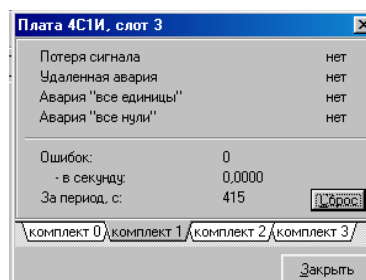 Плата 4С1И, слот 3
Потеря сигнала нет
Удаленная авария нет
Авария "все единицы" нет
Авария "все нули" нет
Ошибок: 0
- в секунду: 0,0000
За период, с: 415 Сброс
комплект 0 комплект 1 комплект 2 комплект 3
Закрыть